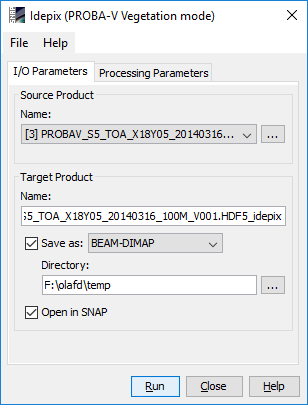 Idepix (PROBA-V Vegetation mode)
File Help
I/O Parameters Processing Parameters
Source Product
Name:
[3] PROBAV_S5_TOA_X18Y05_20140316... ...
Target Product
Name:
S5_TOA_X18Y05_20140316_100M_V001.HDF5_idepix
Save as: BEAM-DIMAP
Directory:
F:\olafd\temp ...
Open in SNAP
Run Close Help